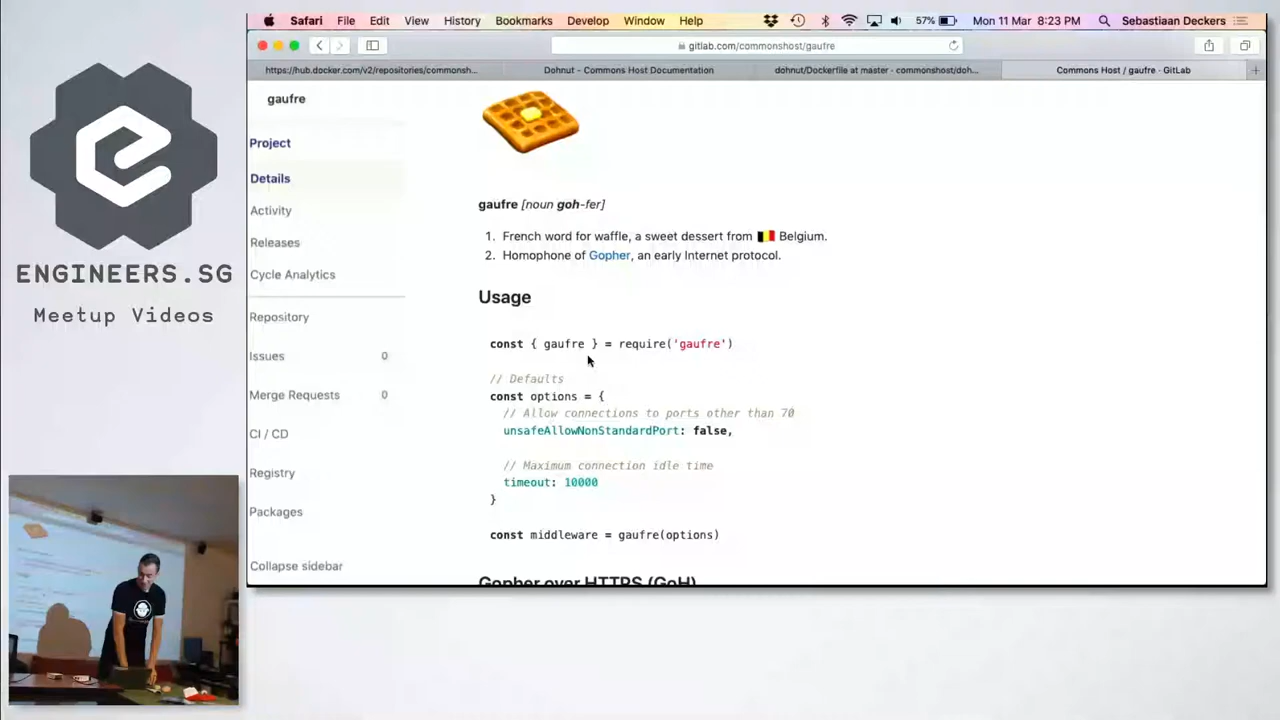 Safari File Edit View History Bookmarks Develop Window Help 57% Mon 11 Mar 8:23 PM Sebastiaan Deckers
gitlab.com/commonshost/gaufre
https://hub.docker.com/v2/repositories/commonsh... Dohnut - Commons Host Documentation dohnut/Dockerfile at master · commonshost/doh... Commons Host / gaufre · GitLab
gaufre
Project
Details
Activity
Releases
Cycle Analytics
Repository
Issues 0
Merge Requests 0
CI / CD
Registry
Packages
Collapse sidebar
gaufre [noun goh-fer]
1. French word for waffle, a sweet dessert from 🇧🇪 Belgium.
2. Homophone of Gopher, an early Internet protocol.
Usage
const { gaufre } = require('gaufre')
// Defaults
const options = {
// Allow connections to ports other than 70
unsafeAllowNonStandardPort: false,
// Maximum connection idle time
timeout: 10000
}
const middleware = gaufre(options)
Gopher over HTTPS (GoH)
ENGINEERS.SG
Meetup Videos